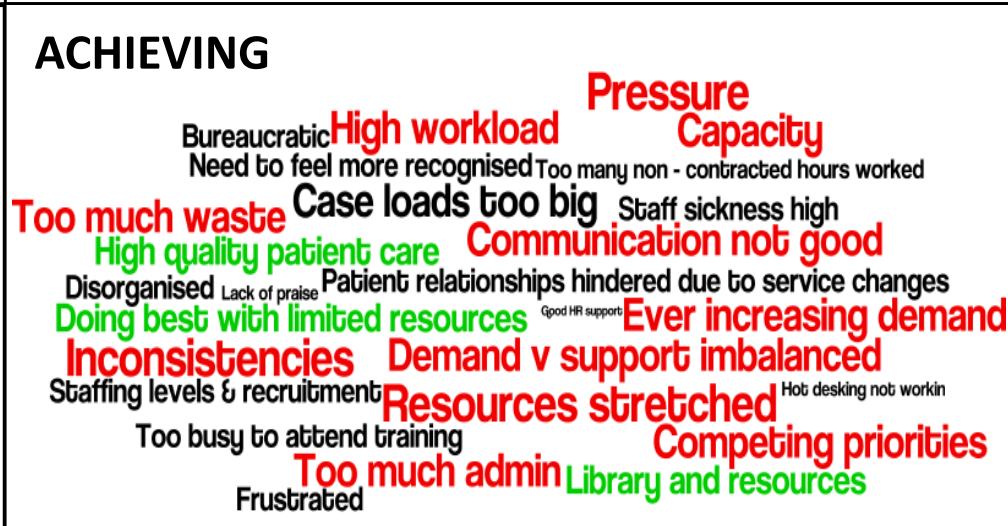 ACHIEVING
Pressure
Bureaucratic High workload Capacity
Need to feel more recognised Too many non - contracted hours worked
Too much waste Case loads too big Staff sickness high
High quality patient care Communication not good
Disorganised Lack of praise Patient relationships hindered due to service changes
Doing best with limited resources Good HR support Ever increasing demand
Inconsistencies Demand v support imbalanced
Staffing levels & recruitment Resources stretched Hot desking not workin
Too busy to attend training Competing priorities
Too much admin Library and resources
Frustrated